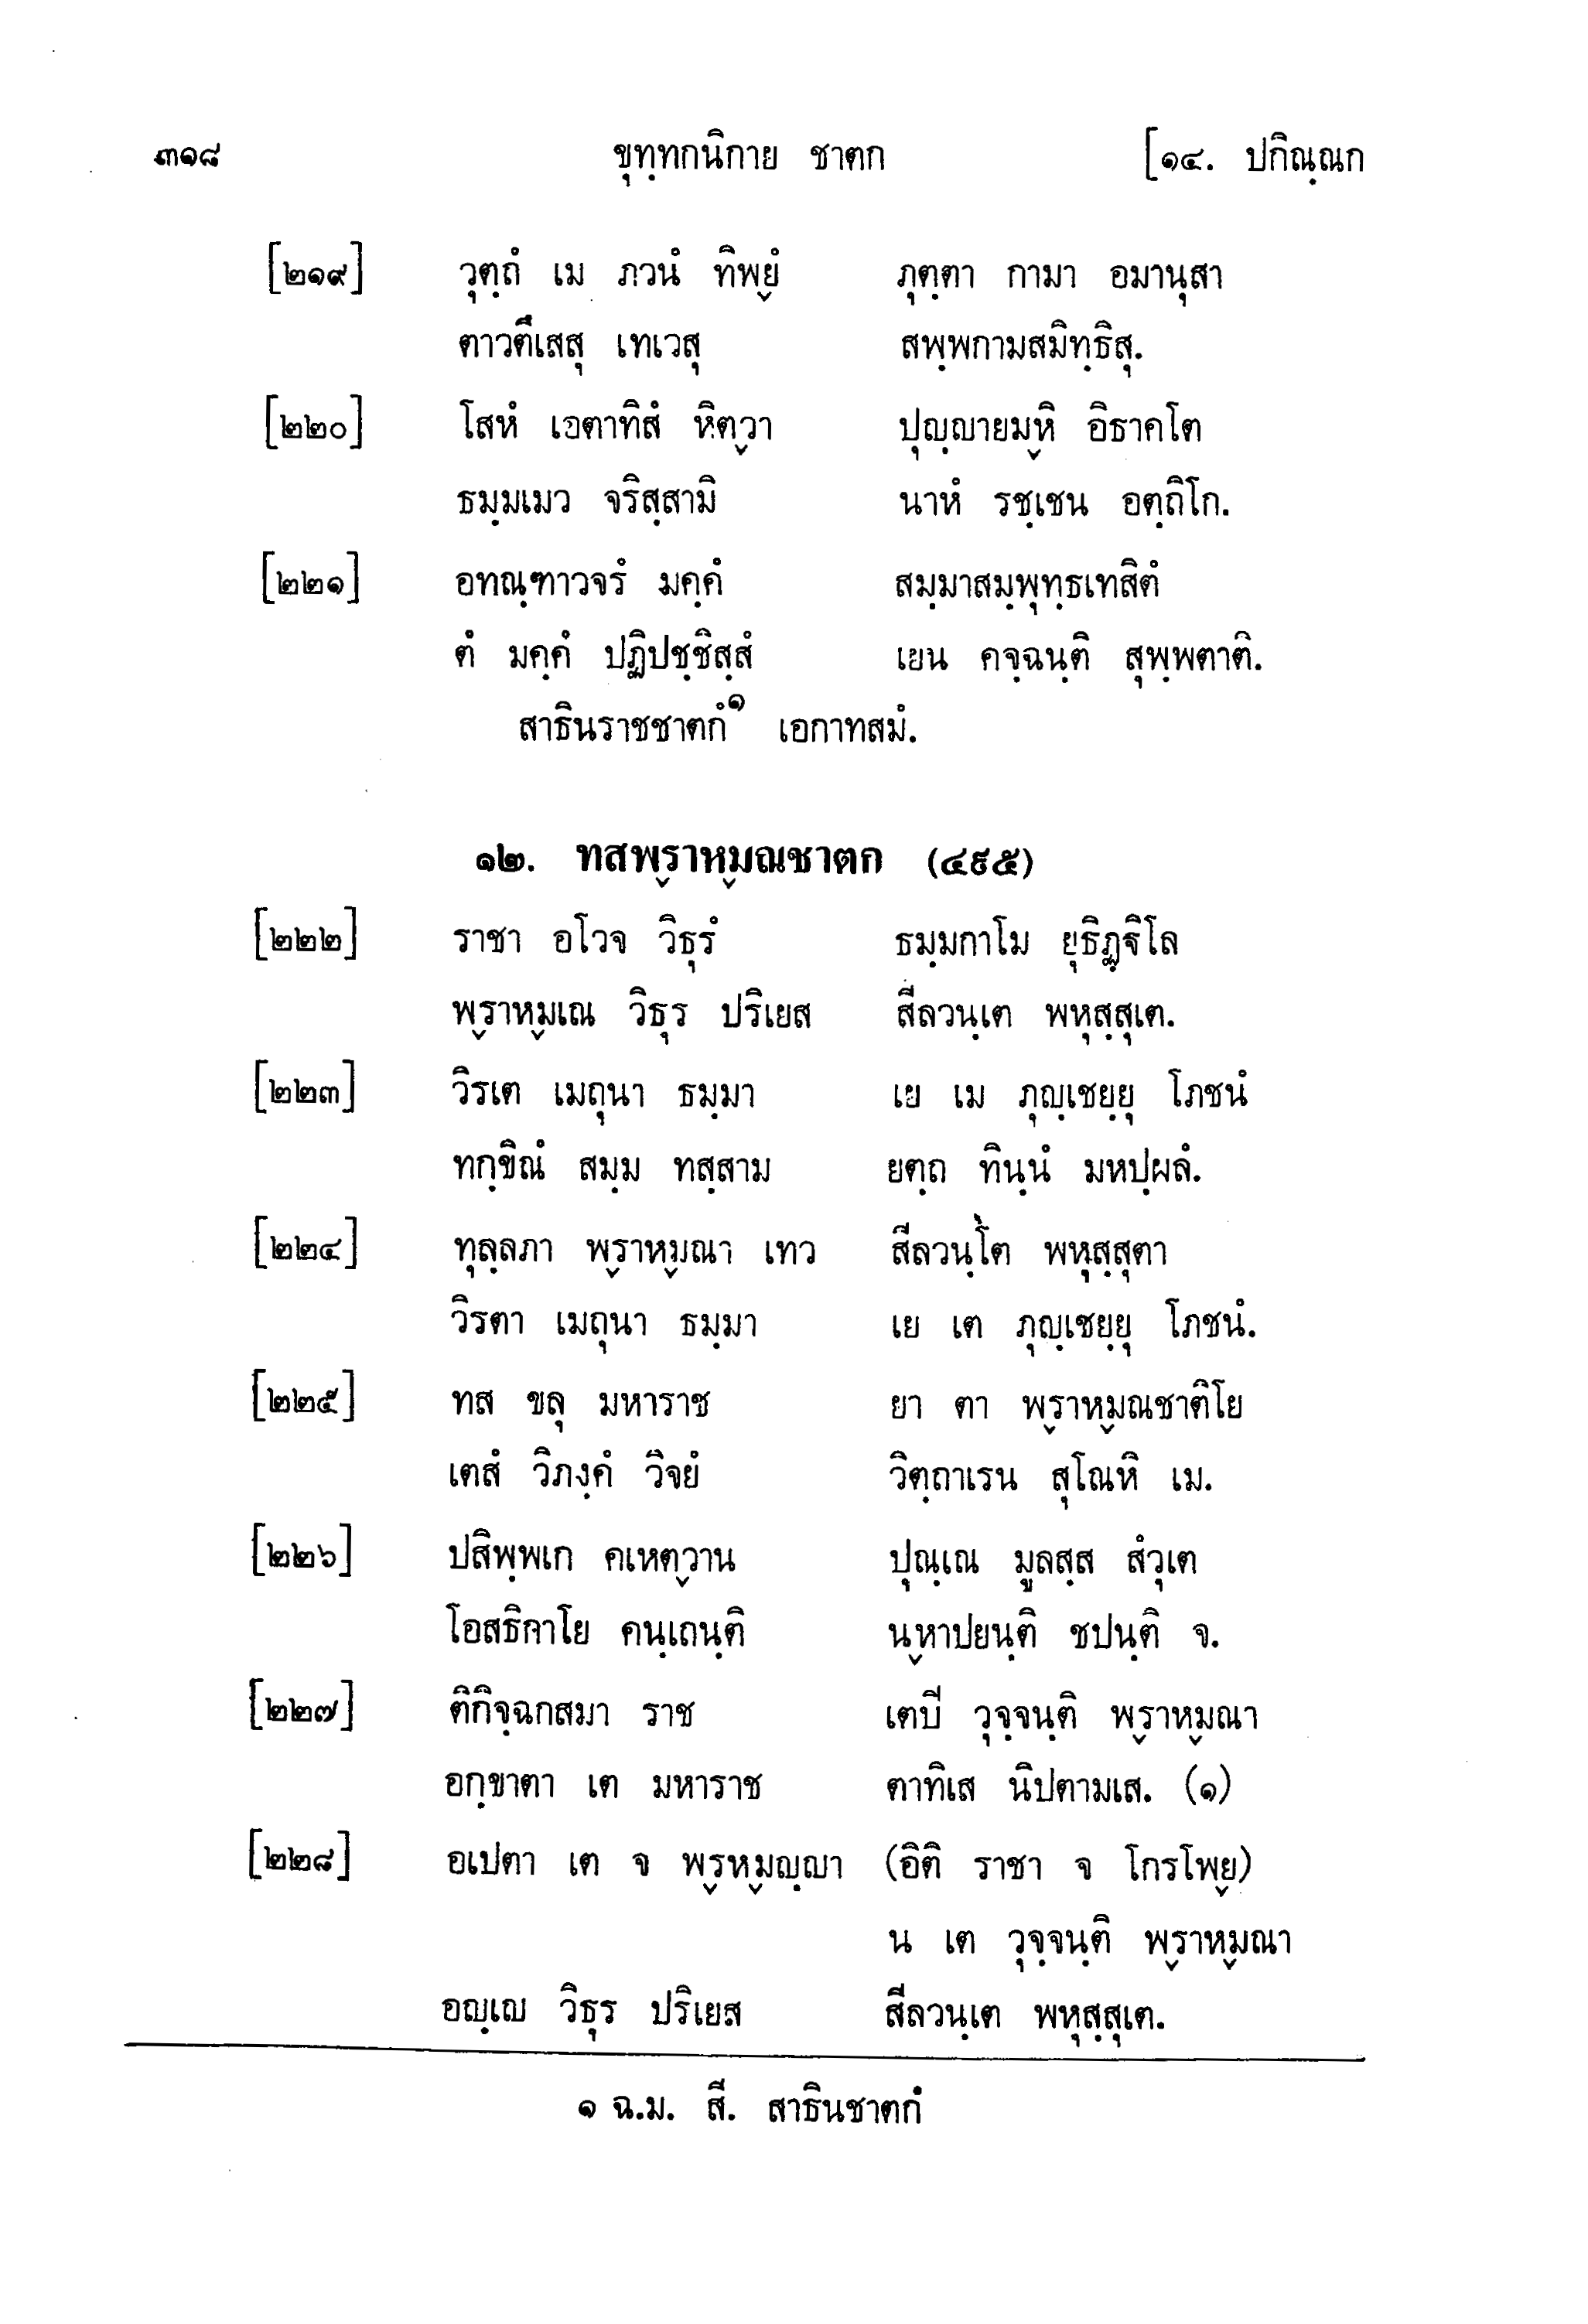 ๓๑๘ ขุทฺทกนิกาย ชาตก [๑๔. ปกิณฺณก
[๒๑๙] วุตฺถํ เม ภวนํ ทิพฺยํ ภุตฺตา กามา อมานุสา
ตาวตึเสสุ เทเวสุ สพฺพกามสมิทฺธิสุ.
[๒๒๐] โสหํ เอตาทิสํ หิตฺวา ปุญฺญายมฺหิ อิธาคโต
ธมฺมเมว จริสฺสามิ นาหํ รชฺเชน อตฺถิโก.
[๒๒๑] อทณฺฑาวจรํ มคฺคํ สมฺมาสมฺพุทฺธเทสิตํ
ตํ มคฺคํ ปฏิปชฺชิสฺสํ เยน คจฺฉนฺติ สุพฺพตาติ.
สาธินราชชาตกํ๑ เอกาทสมํ.
๑๒. ทสพฺราหฺมณชาตก (๔๙๕)
[๒๒๒] ราชา อโวจ วิธุรํ ธมฺมกาโม ยุธิฏฺฐิโล
พฺราหฺมเณ วิธุร ปริเยส สีลวนฺเต พหุสฺสุเต.
[๒๒๓] วิรเต เมถุนา ธมฺมา เย เม ภุญฺเชยฺยุ โภชนํ
ทกฺขิณํ สมฺม ทสฺสาม ยตฺถ ทินฺนํ มหปฺผลํ.
[๒๒๔] ทุลฺลภา พฺราหฺมณา เทว สีลวนฺโต พหุสฺสุตา
วิรตา เมถุนา ธมฺมา เย เต ภุญฺเชยฺยุ โภชนํ.
[๒๒๕] ทส ขลุ มหาราช ยา ตา พฺราหฺมณชาติโย
เตสํ วิภงฺคํ วิจยํ วิตฺถาเรน สุโณหิ เม.
[๒๒๖] ปสิพฺพเก คเหตฺวาน ปุณฺเณ มูลสฺส สํวุเต
โอสธิกาโย คนฺเถนฺติ นฺหาปยนฺติ ชปนฺติ จ.
[๒๒๗] ติกิจฺฉกสมา ราช เตปี วุจฺจนฺติ พฺราหฺมณา
อกฺขาตา เต มหาราช ตาทิเส นิปตามเส. (๑)
[๒๒๘] อเปตา เต จ พฺรหฺมญฺญา (อิติ ราชา จ โกรโพฺย)
น เต วุจฺจนฺติ พฺราหฺมณา
อญฺเญ วิธุร ปริเยส สีลวนฺเต พหุสฺสุเต.
๑ ฉ.ม. สี. สาธินชาตกํ